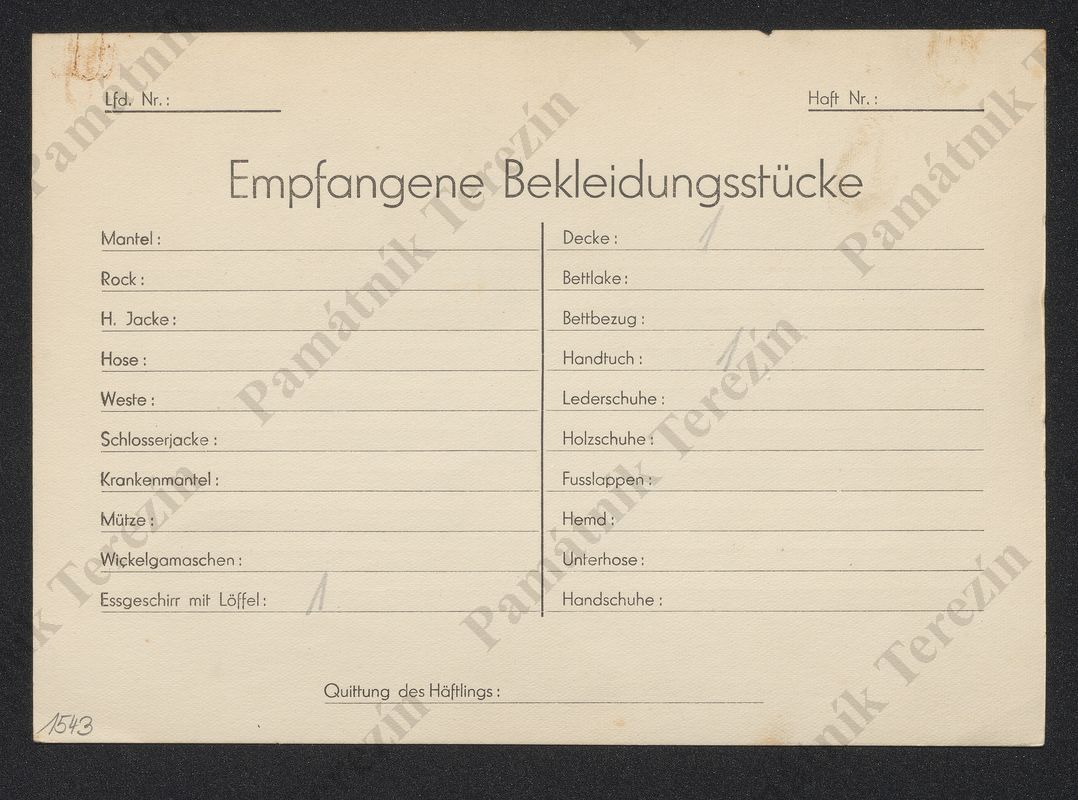 Lfd. Nr.:
Haft Nr.:
Empfangene Bekleidungsstücke
Mantel:
Rock:
H. Jacke:
Hose:
Weste:
Schlosserjacke:
Krankenmantel:
Mütze:
Wickelgamaschen:
Essgeschirr mit Löffel: 1
Decke: 1
Bettlake:
Bettbezug:
Handtuch: 1
Lederschuhe:
Holzschuhe:
Fusslappen:
Hemd:
Unterhose:
Handschuhe:
Quittung des Häftlings:
1543
Památník Terezín